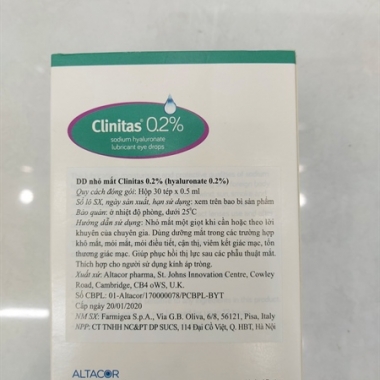 Clinitas® 0.2%
sodium hyaluronate
lubricant eye drops
DD nhỏ mắt Clinitas 0.2% (hyaluronate 0.2%)
Quy cách đóng gói: Hộp 30 tép x 0.5 ml
Số lô SX, ngày sản xuất, hạn sử dụng: xem trên bao bì sản phẩm
Bảo quản: ở nhiệt độ phòng, dưới 25°C
Hướng dẫn sử dụng: Nhỏ mắt một giọt khi cần hoặc theo lời
khuyên của chuyên gia. Dùng dưỡng mắt trong các trường hợp
khô mắt, mỏi mắt, mỏi điều tiết, cận thị, viêm kết giác mạc, tổn
thương giác mạc. Giúp phục hồi thị lực sau các phẫu thuật mắt.
Thích hợp cho người sử dụng kính áp tròng.
Xuất xứ: Altacor pharma, St. Johns Innovation Centre, Cowley
Road, Cambridge, CB4 oWS, U.K.
Số CBPL: 01-Altacor/170000078/PCBPL-BYT
Cấp ngày 20/01/2020
NM SX: Farmigea S.p.A., Via G.B. Oliva, 6/8, 56121, Pisa, Italy
NPP: CT TNHH NC&PT DP SUCS, 114 Đại Cồ Việt, Q. HBT, Hà Nội
ALTACOR